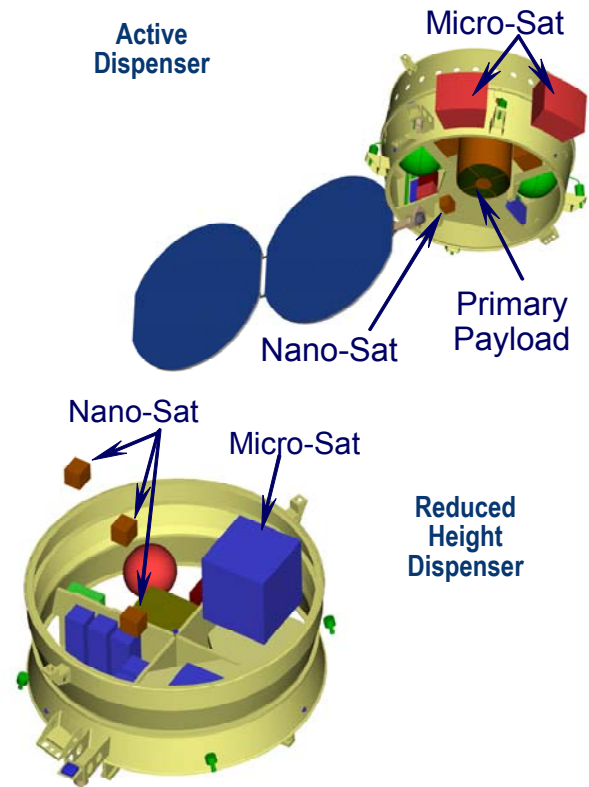 Active
Dispenser
Micro-Sat
Nano-Sat
Primary
Payload
Nano-Sat
Micro-Sat
Reduced
Height
Dispenser